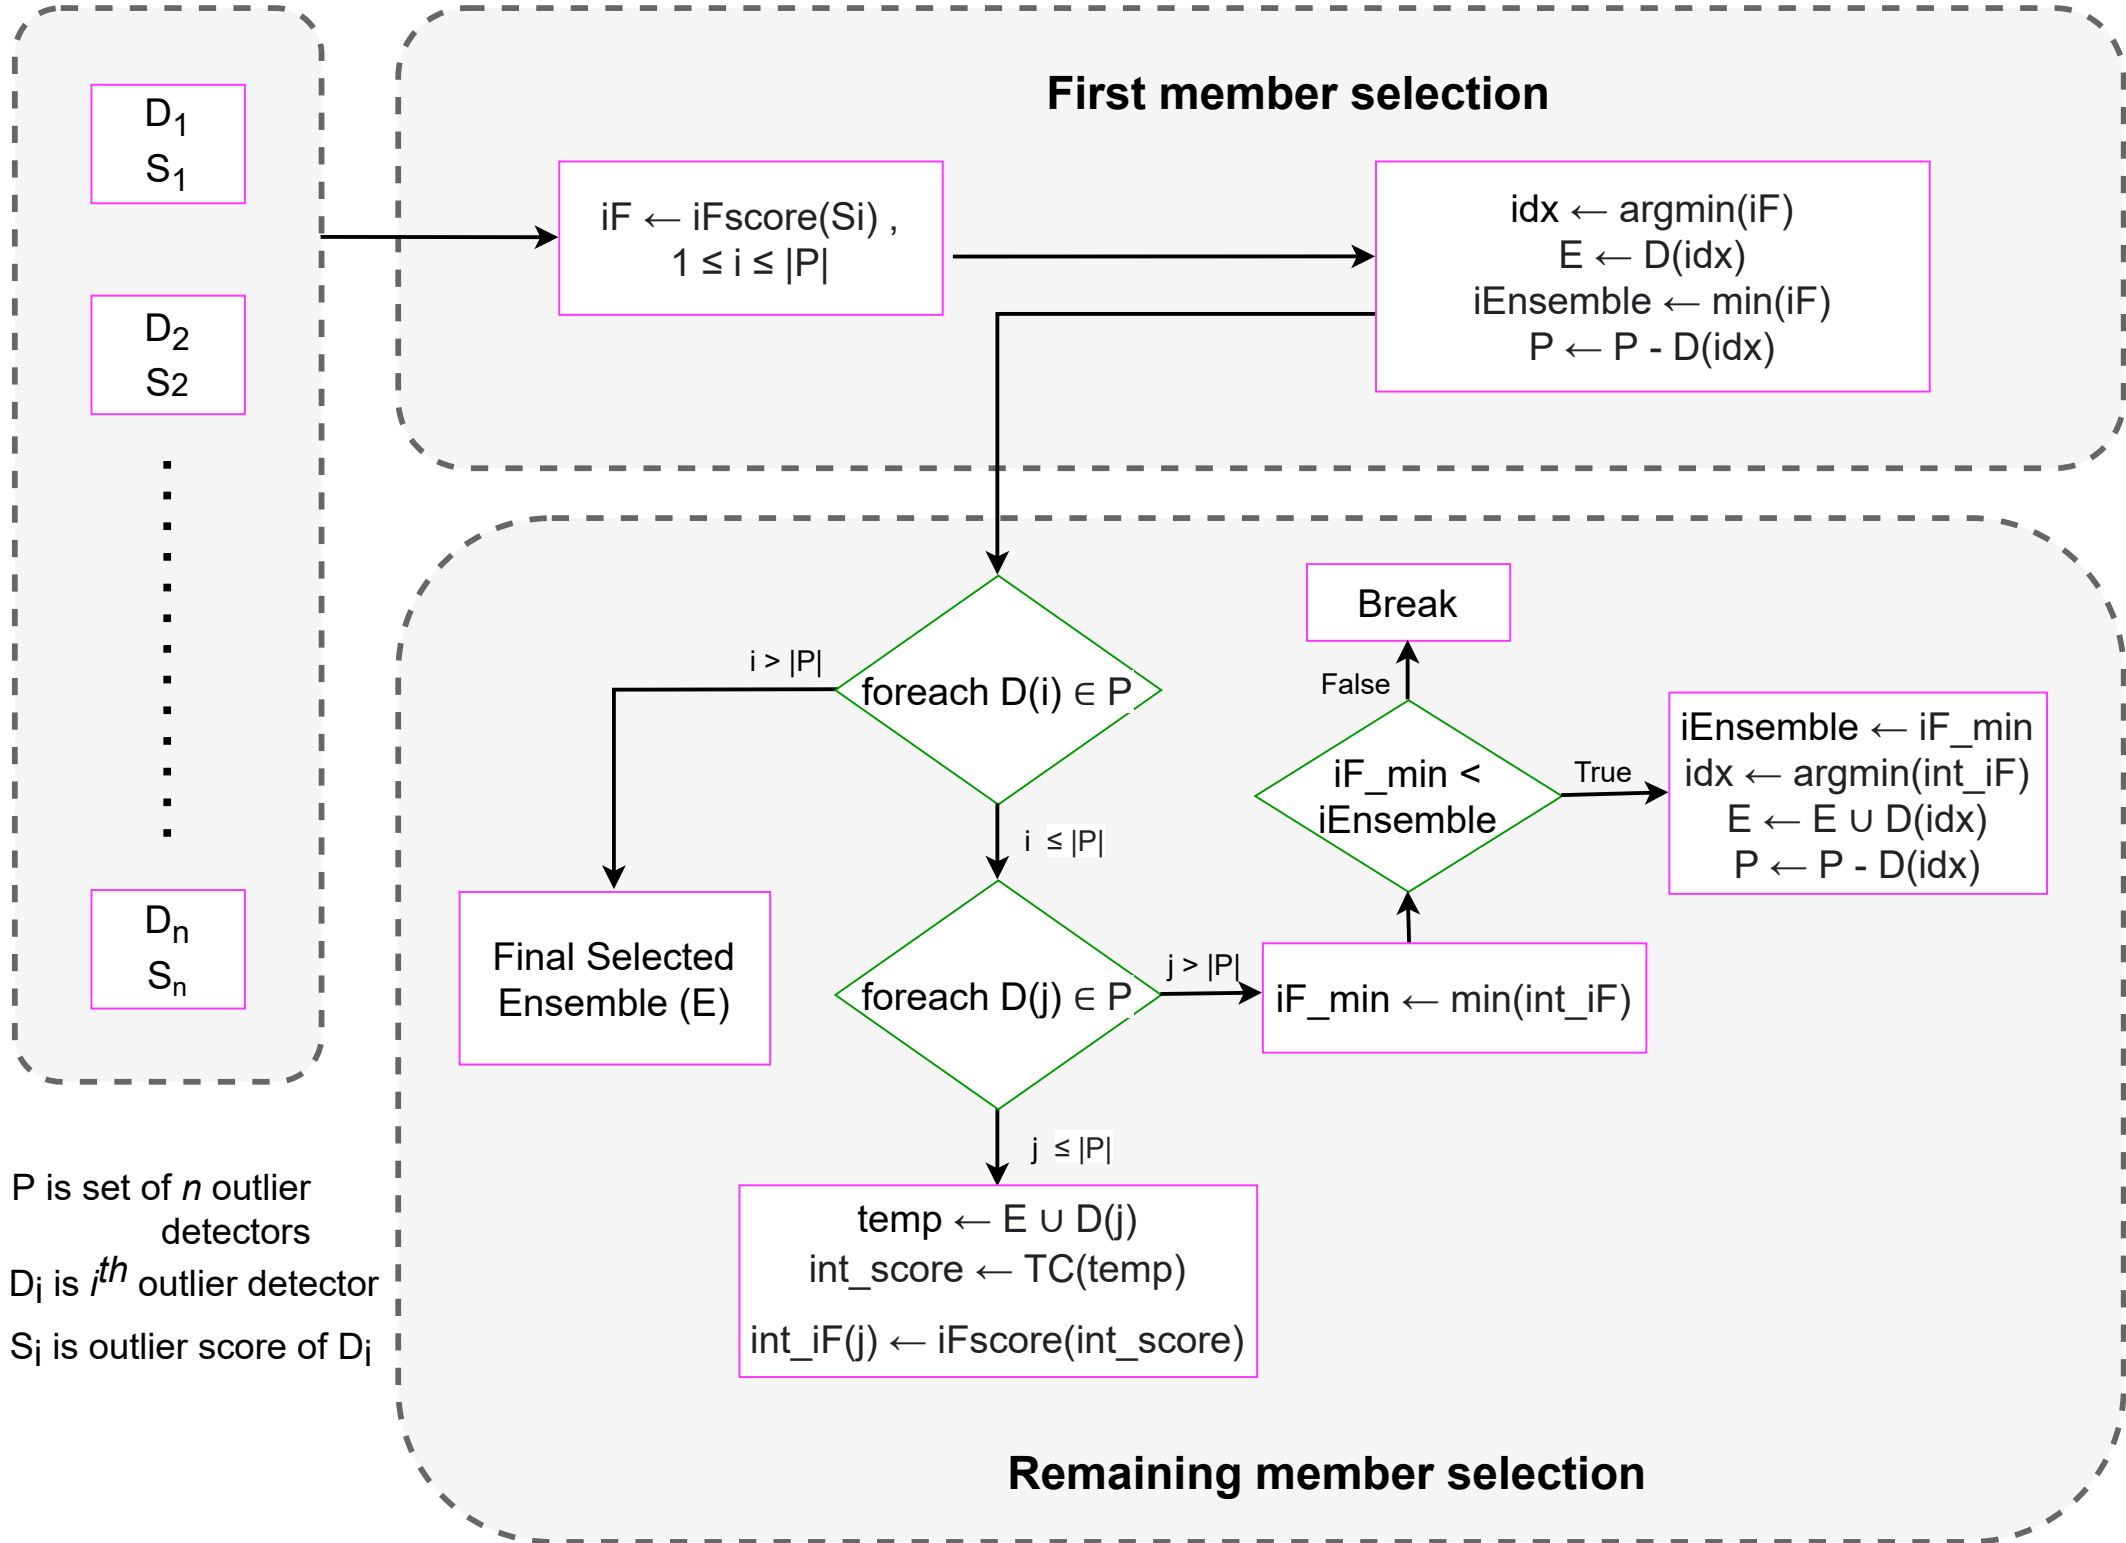 D₁
S₁
D₂
S2
Dₙ
Sₙ
P is set of n outlier
detectors
Dᵢ is iᵗʰ outlier detector
Sᵢ is outlier score of Dᵢ
First member selection
iF ← iFscore(Si) ,
1 ≤ i ≤ |P|
idx ← argmin(iF)
E ← D(idx)
iEnsemble ← min(iF)
P ← P - D(idx)
foreach D(i) ∈ P
i > |P|
i ≤ |P|
Final Selected
Ensemble (E)
foreach D(j) ∈ P
j > |P|
j ≤ |P|
temp ← E ∪ D(j)
int_score ← TC(temp)
int_iF(j) ← iFscore(int_score)
iF_min ← min(int_iF)
iF_min <
iEnsemble
False
Break
True
iEnsemble ← iF_min
idx ← argmin(int_iF)
E ← E ∪ D(idx)
P ← P - D(idx)
Remaining member selection